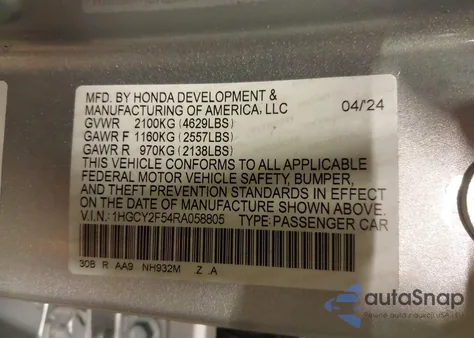 MFD. BY HONDA DEVELOPMENT &
MANUFACTURING OF AMERICA, LLC 04/24
GVWR 2100KG (4629LBS)
GAWR F 1160KG (2557LBS)
GAWR R 970KG (2138LBS)
THIS VEHICLE CONFORMS TO ALL APPLICABLE
FEDERAL MOTOR VEHICLE SAFETY, BUMPER,
AND THEFT PREVENTION STANDARDS IN EFFECT
ON THE DATE OF MANUFACTURE SHOWN ABOVE.
V.I.N.: 1HGCY2F54RA058805 TYPE: PASSENGER CAR
30B R AA9 NH932M Z A
autoSnap